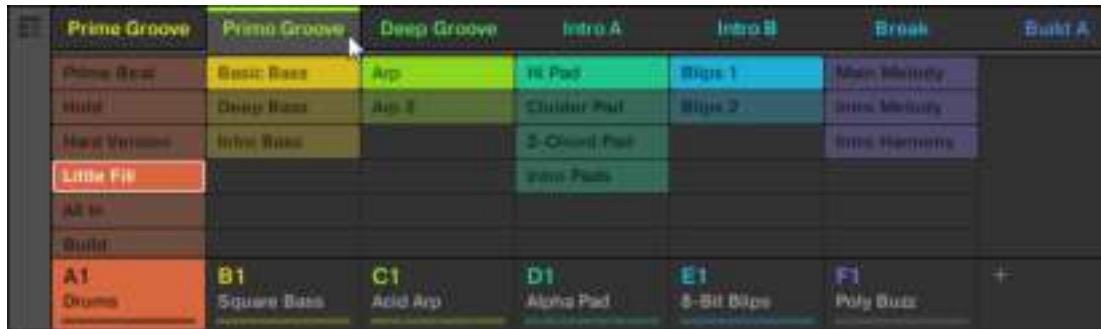 Prime Groove Primo Groove Deep Groove Intro A Intro B Break Build A
Prime Beat Basic Bass Arp Hi Pad Blips 1 Main Melody
Hold Deep Bass Arp 2 Cluster Pad Blips 2 Intro Melody
Hard Version Intro Bass 2-Chord Pad Intro Harmony
Little Fill Intro Pads
All In
Build
A1 B1 C1 D1 E1 F1 +
Drums Square Bass Acid Arp Alpha Pad 8-Bit Blips Poly Buzz